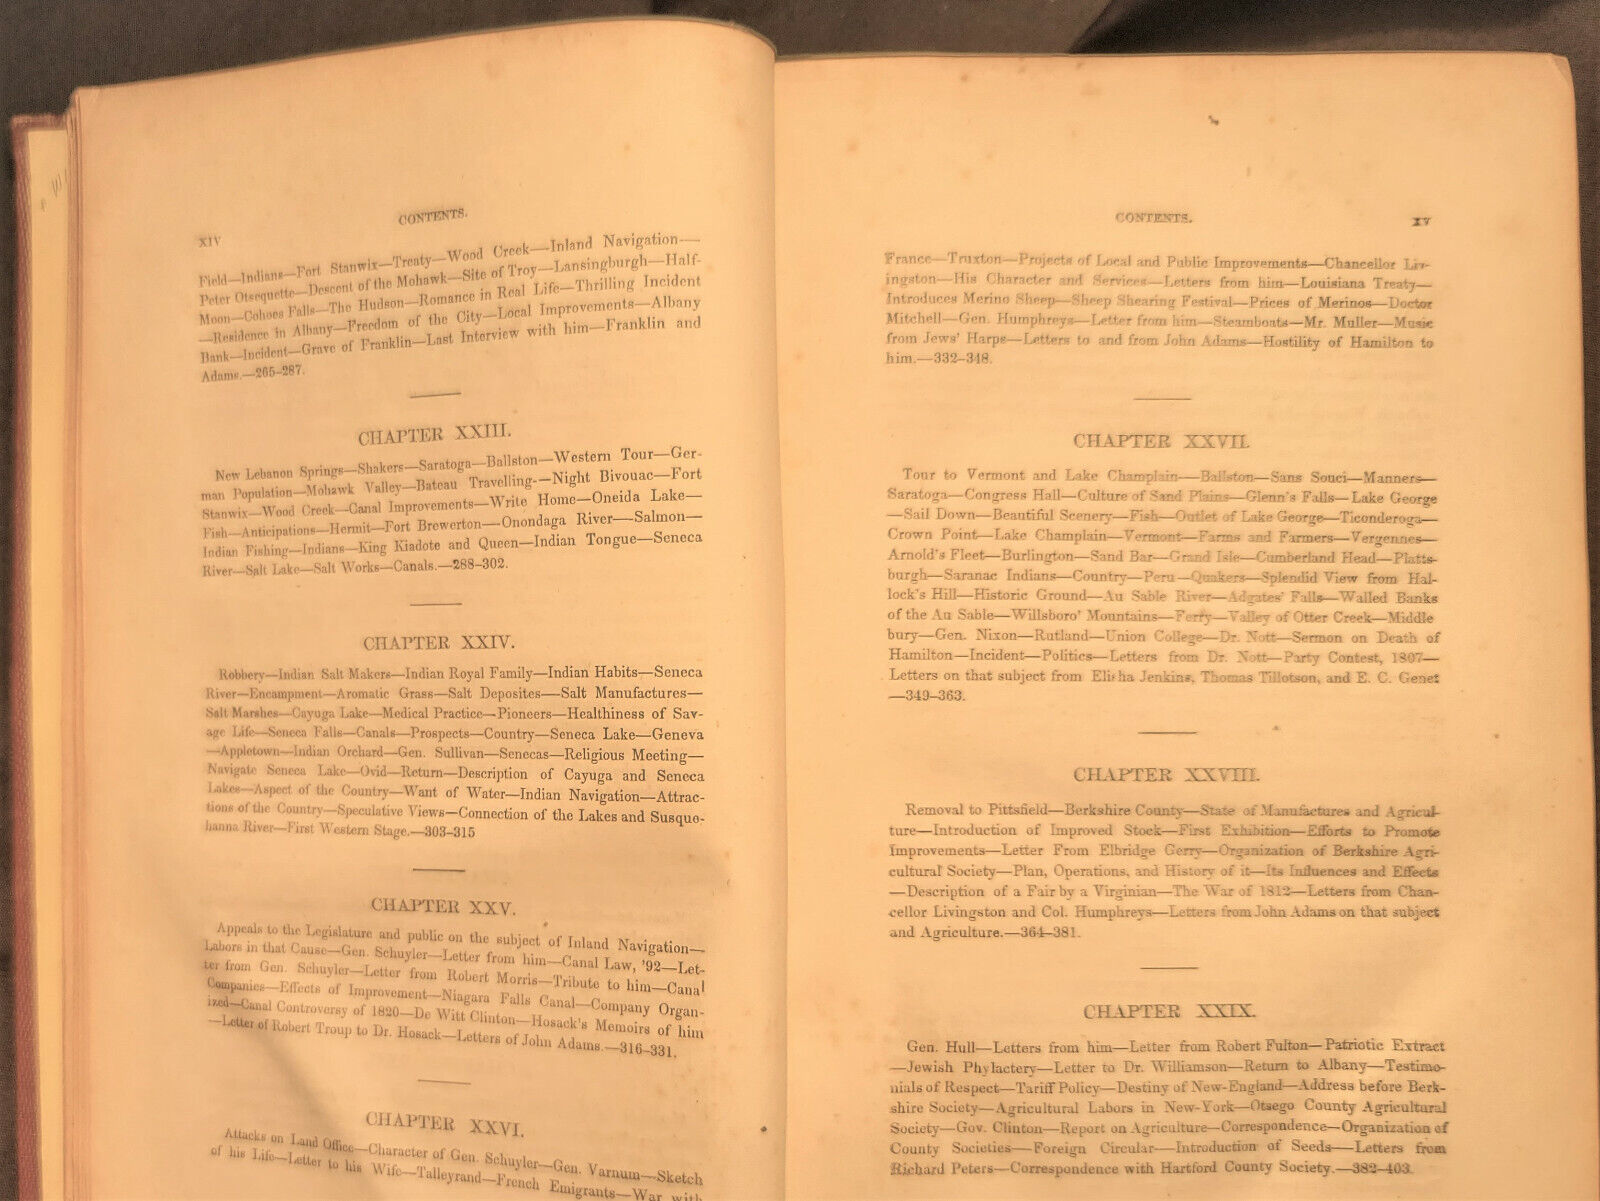 XIV
CONTENTS.
Field—Indians—Fort Stanwix—Treaty—Wood Creek—Inland Navigation—
Peter Otsequette—Descent of the Mohawk—Site of Troy—Lansingburgh—Half-
Moon—Cohoes Falls—The Hudson—Romance in Real Life—Thrilling Incident
—Residence in Albany—Freedom of the City—Local Improvements—Albany
Bank—Incident—Grave of Franklin—Last Interview with him—Franklin and
Adams.—265-287.
CHAPTER XXIII.
New Lebanon Springs—Shakers—Saratoga—Ballston—Western Tour—Ger-
man Population—Mohawk Valley—Bateau Travelling—Night Bivouac—Fort
Stanwix—Wood Creek—Canal Improvements—Write Home—Oneida Lake—
Fish—Anticipations—Hermit—Fort Brewerton—Onondaga River—Salmon—
Indian Fishing—Indians—King Kiadote and Queen—Indian Tongue—Seneca
River—Salt Lake—Salt Works—Canals.—288-302.
CHAPTER XXIV.
Robbery—Indian Salt Makers—Indian Royal Family—Indian Habits—Seneca
River—Encampment—Aromatic Grass—Salt Deposites—Salt Manufactures—
Salt Marshes—Cayuga Lake—Medical Practice—Pioneers—Healthiness of Sav-
age Life—Seneca Falls—Canals—Prospects—Country—Seneca Lake—Geneva
—Appletown—Indian Orchard—Gen. Sullivan—Senecas—Religious Meeting—
Navigate Seneca Lake—Ovid—Return—Description of Cayuga and Seneca
Lakes—Aspect of the Country—Want of Water—Indian Navigation—Attrac-
tions of the Country—Speculative Views—Connection of the Lakes and Susque-
hanna River—First Western Stage.—303-315
CHAPTER XXV.
Appeals to the Legislature and public on the subject of Inland Navigation—
Labors in that Cause—Gen. Schuyler—Letter from him—Canal Law, '92—Let-
ter from Gen. Schuyler—Letter from Robert Morris—Tribute to him—Canal
Companies—Effects of Improvement—Niagara Falls Canal—Company Organ-
ized—Canal Controversy of 1820—De Witt Clinton—Hosack's Memoirs of him
—Letter of Robert Troup to Dr. Hosack—Letters of John Adams.—316-331.
CHAPTER XXVI.
Attacks on Land Office—Character of Gen. Schuyler—Gen. Varnum—Sketch
of his Life—Letter to his Wife—Talleyrand—French Emigrants—War with
CONTENTS.
XV
France—Truxton—Projects of Local and Public Improvements—Chancellor Liv-
ingston—His Character and Services—Letters from him—Louisiana Treaty—
Introduces Merino Sheep—Sheep Shearing Festival—Prices of Merinos—Doctor
Mitchell—Gen. Humphreys—Letter from him—Steamboats—Mr. Muller—Music
from Jews' Harps—Letters to and from John Adams—Hostility of Hamilton to
him.—332-348.
CHAPTER XXVII.
Tour to Vermont and Lake Champlain—Ballston—Sans Souci—Manners—
Saratoga—Congress Hall—Culture of Sand Plains—Glenn's Falls—Lake George
—Sail Down—Beautiful Scenery—Fish—Outlet of Lake George—Ticonderoga—
Crown Point—Lake Champlain—Vermont—Farms and Farmers—Vergennes—
Arnold's Fleet—Burlington—Sand Bar—Grand Isle—Cumberland Head—Platts-
burgh—Saranac Indians—Country—Peru—Quakers—Splendid View from Hal-
lock's Hill—Historic Ground—Au Sable River—Adgates' Falls—Walled Banks
of the Au Sable—Willsboro' Mountains—Ferry—Valley of Otter Creek—Middle
bury—Gen. Nixon—Rutland—Union College—Dr. Nott—Sermon on Death of
Hamilton—Incident—Politics—Letters from Dr. Nott—Party Contest, 1807—
Letters on that subject from Elisha Jenkins, Thomas Tillotson, and E. C. Genet
—349-363.
CHAPTER XXVIII.
Removal to Pittsfield—Berkshire County—State of Manufactures and Agricul-
ture—Introduction of Improved Stock—First Exhibition—Efforts to Promote
Improvements—Letter From Elbridge Gerry—Organization of Berkshire Agri-
cultural Society—Plan, Operations, and History of it—Its Influences and Effects
—Description of a Fair by a Virginian—The War of 1812—Letters from Chan-
cellor Livingston and Col. Humphreys—Letters from John Adams on that subject
and Agriculture.—364-381.
CHAPTER XXIX.
Gen. Hull—Letters from him—Letter from Robert Fulton—Patriotic Extract
—Jewish Phylactery—Letter to Dr. Williamson—Return to Albany—Testimo-
nials of Respect—Tariff Policy—Destiny of New-England—Address before Berk-
shire Society—Agricultural Labors in New-York—Otsego County Agricultural
Society—Gov. Clinton—Report on Agriculture—Correspondence—Organization of
County Societies—Foreign Circular—Introduction of Seeds—Letters from
Richard Peters—Correspondence with Hartford County Society.—382-403.